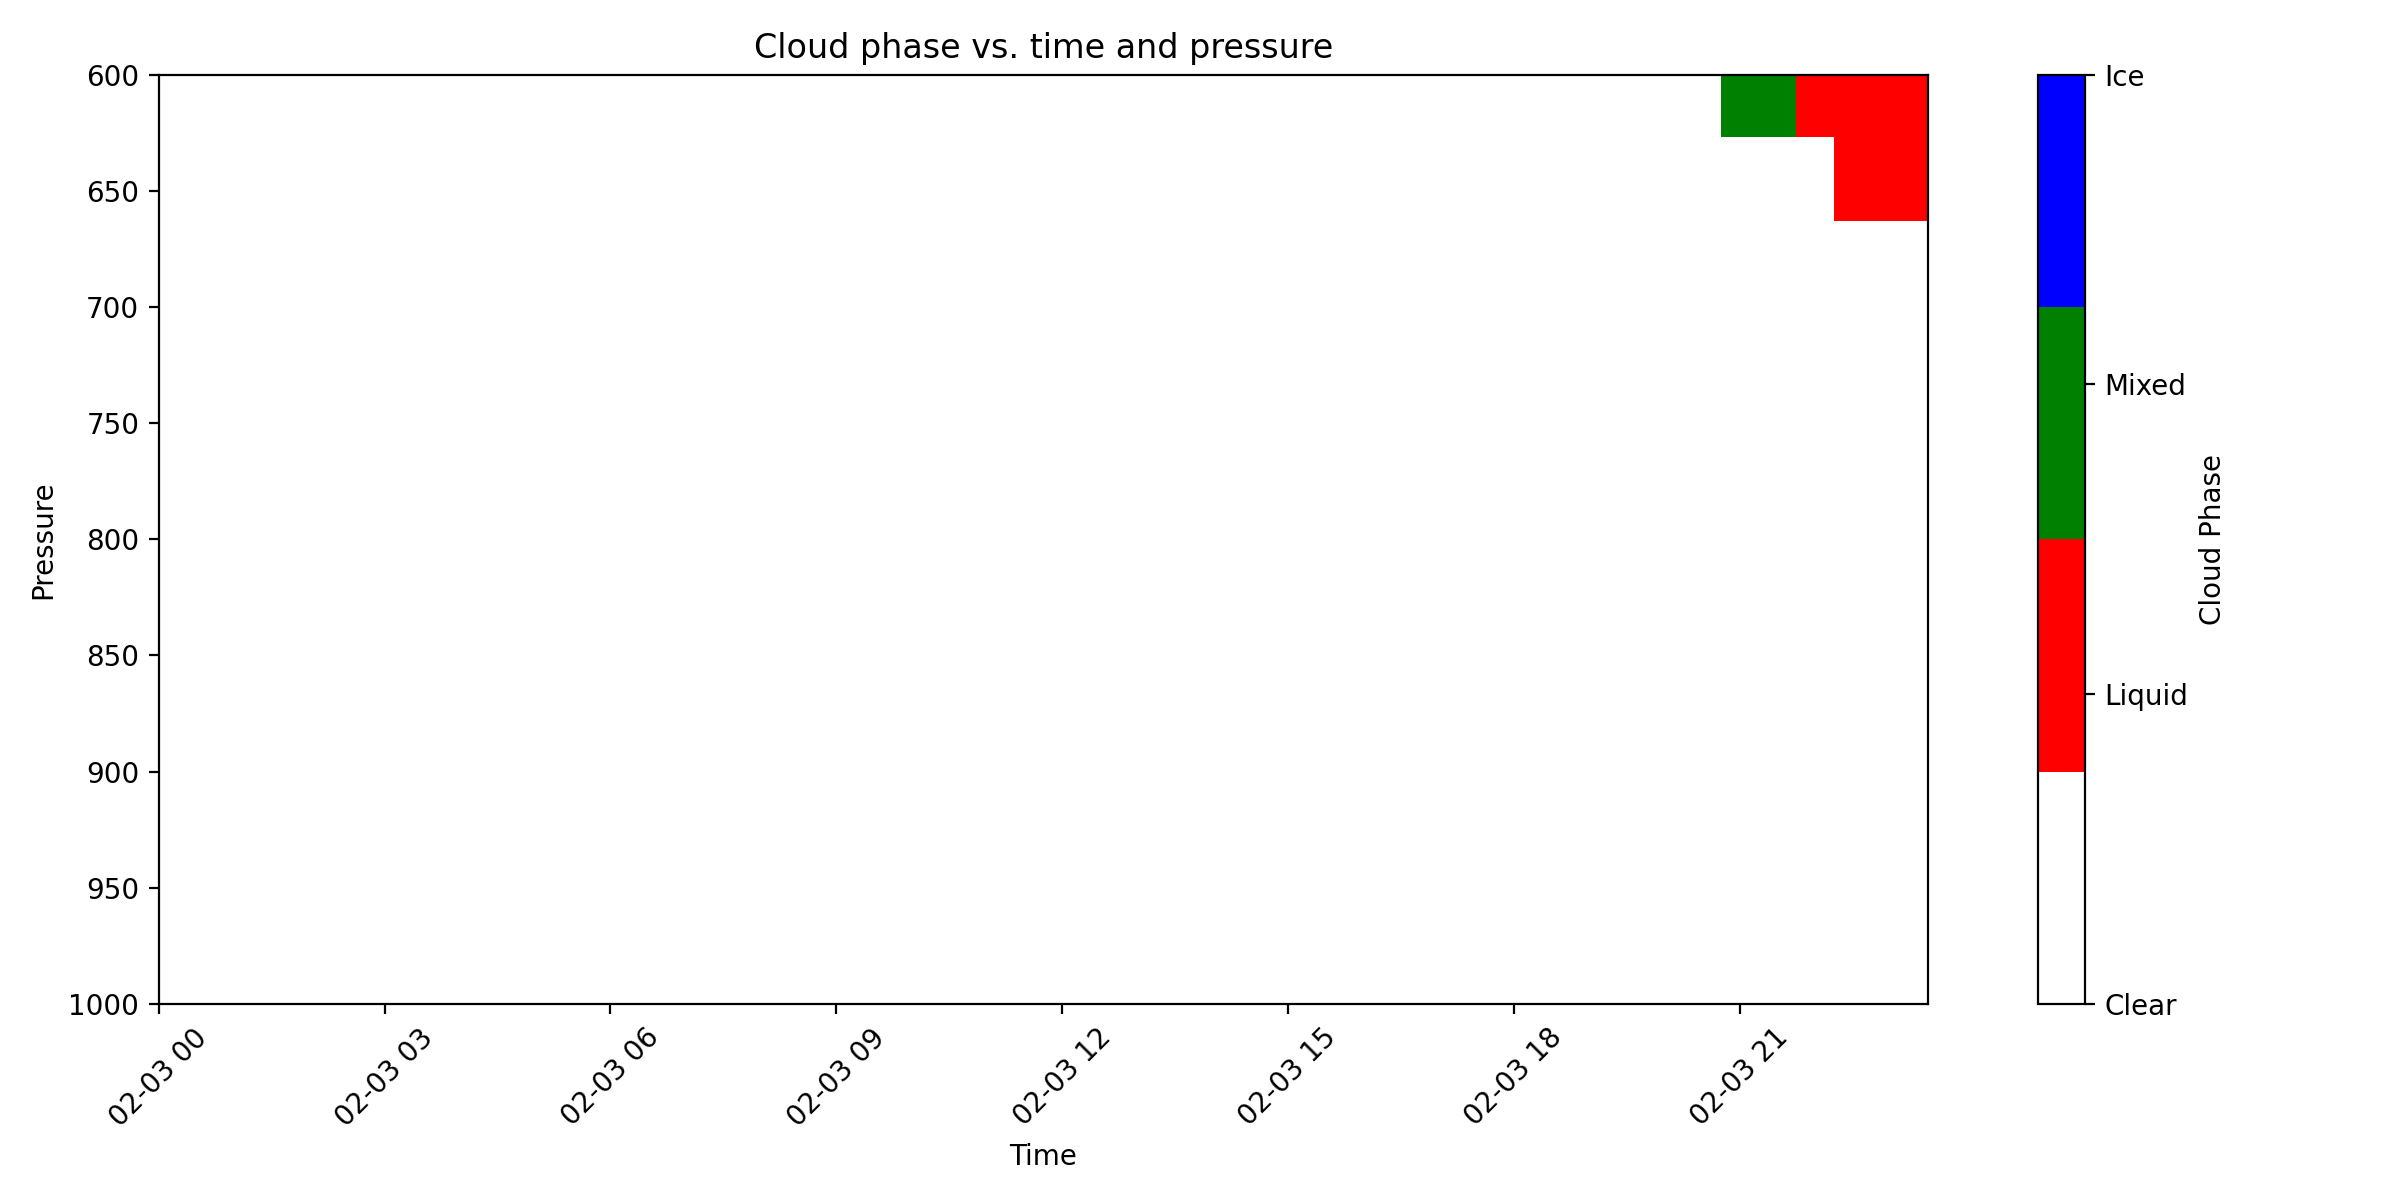 Cloud phase vs. time and pressure
600
650
700
750
800
850
900
950
1000
Pressure
02-03 00
02-03 03
02-03 06
02-03 09
02-03 12
02-03 15
02-03 18
02-03 21
Time
Ice
Mixed
Liquid
Clear
Cloud Phase